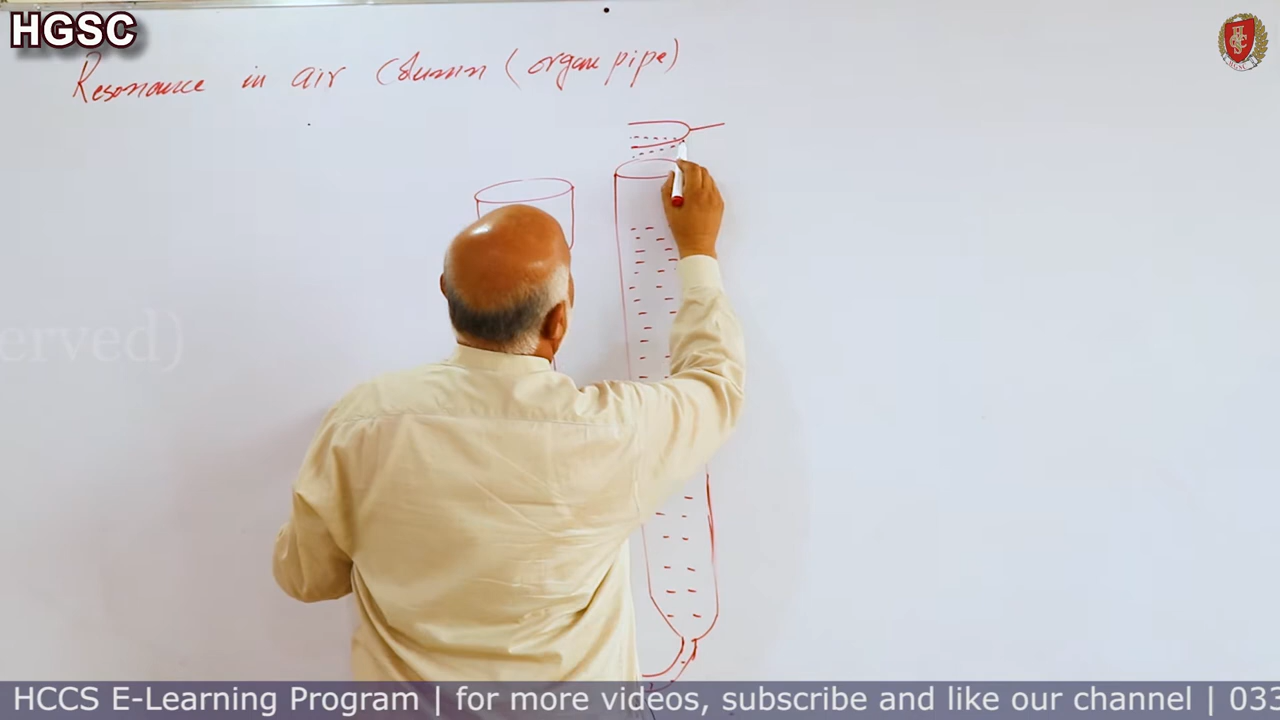 HGSC
Resonance in air Column (organ pipe)
erved)
HCCS E-Learning Program | for more videos, subscribe and like our channel | 033